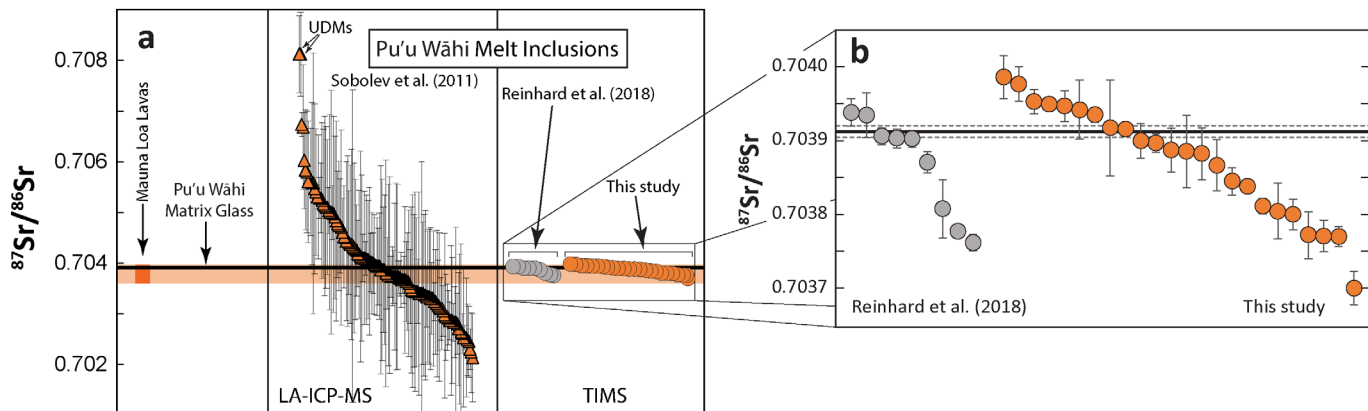 a
UDMs
Pu'u Wāhi Melt Inclusions
Sobolev et al. (2011)
Reinhard et al. (2018)
This study
Mauna Loa Lavas
Pu'u Wāhi
Matrix Glass
⁸⁷Sr/⁸⁶Sr
0.708
0.706
0.704
0.702
LA-ICP-MS
TIMS
b
⁸⁷Sr/⁸⁶Sr
0.7040
0.7039
0.7038
0.7037
Reinhard et al. (2018)
This study